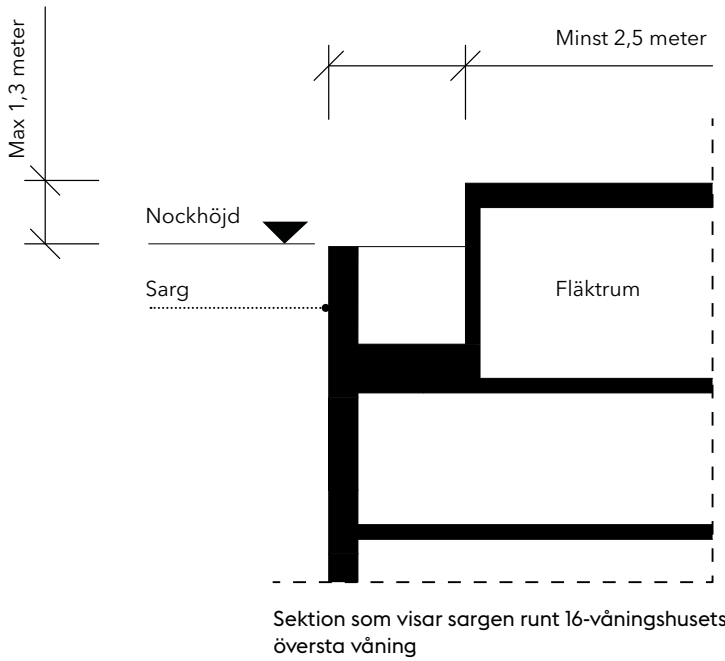 Minst 2,5 meter
Max 1,3 meter
Nockhöjd
Sarg
Fläktrum
Sektion som visar sargen runt 16-våningshusets
översta våning